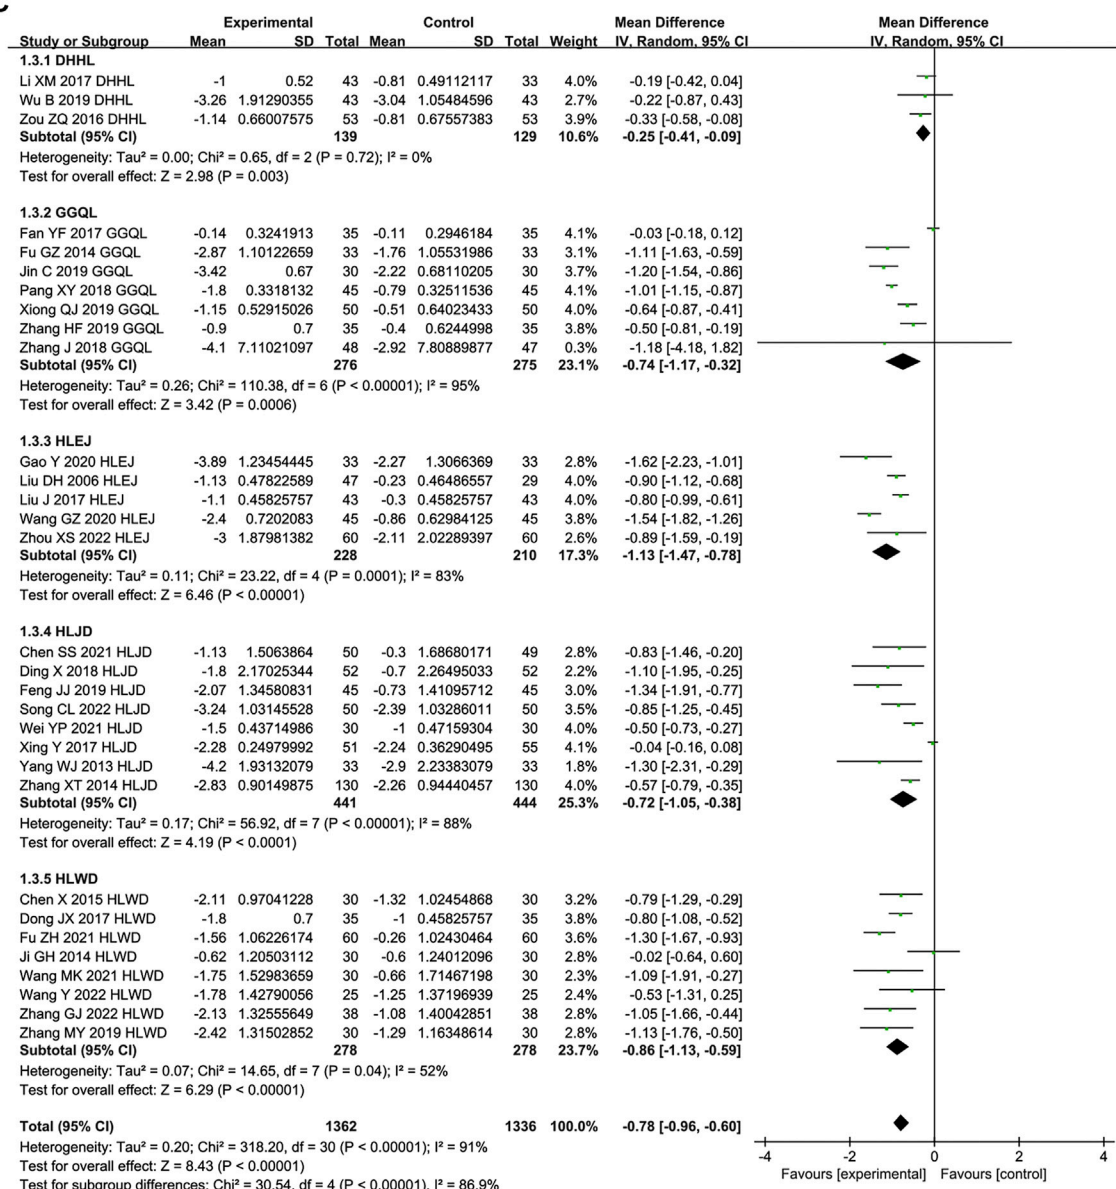 Experimental Control Mean Difference Mean Difference
Study or Subgroup Mean SD Total Mean SD Total Weight IV, Random, 95% CI IV, Random, 95% CI
1.3.1 DHHL
Li XM 2017 DHHL -1 0.52 43 -0.81 0.49112117 33 4.0% -0.19 [-0.42, 0.04]
Wu B 2019 DHHL -3.26 1.91290355 43 -3.04 1.05484596 43 2.7% -0.22 [-0.87, 0.43]
Zou ZQ 2016 DHHL -1.14 0.66007575 53 -0.81 0.67557383 53 3.9% -0.33 [-0.58, -0.08]
Subtotal (95% CI) 139 129 10.6% -0.25 [-0.41, -0.09]
Heterogeneity: Tau² = 0.00; Chi² = 0.65, df = 2 (P = 0.72); I² = 0%
Test for overall effect: Z = 2.98 (P = 0.003)
1.3.2 GGQL
Fan YF 2017 GGQL -0.14 0.3241913 35 -0.11 0.2946184 35 4.1% -0.03 [-0.18, 0.12]
Fu GZ 2014 GGQL -2.87 1.10122659 33 -1.76 1.05531986 33 3.1% -1.11 [-1.63, -0.59]
Jin C 2019 GGQL -3.42 0.67 30 -2.22 0.68110205 30 3.7% -1.20 [-1.54, -0.86]
Pang XY 2018 GGQL -1.8 0.3318132 45 -0.79 0.32511536 45 4.1% -1.01 [-1.15, -0.87]
Xiong QJ 2019 GGQL -1.15 0.52915026 50 -0.51 0.64023433 50 4.0% -0.64 [-0.87, -0.41]
Zhang HF 2019 GGQL -0.9 0.7 35 -0.4 0.6244998 35 3.8% -0.50 [-0.81, -0.19]
Zhang J 2018 GGQL -4.1 7.11021097 48 -2.92 7.80889877 47 0.3% -1.18 [-4.18, 1.82]
Subtotal (95% CI) 276 275 23.1% -0.74 [-1.17, -0.32]
Heterogeneity: Tau² = 0.26; Chi² = 110.38, df = 6 (P < 0.00001); I² = 95%
Test for overall effect: Z = 3.42 (P = 0.0006)
1.3.3 HLEJ
Gao Y 2020 HLEJ -3.89 1.23454445 33 -2.27 1.3066369 33 2.8% -1.62 [-2.23, -1.01]
Liu DH 2006 HLEJ -1.13 0.47822589 47 -0.23 0.46486557 29 4.0% -0.90 [-1.12, -0.68]
Liu J 2017 HLEJ -1.1 0.45825757 43 -0.3 0.45825757 43 4.0% -0.80 [-0.99, -0.61]
Wang GZ 2020 HLEJ -2.4 0.7202083 45 -0.86 0.62984125 45 3.8% -1.54 [-1.82, -1.26]
Zhou XS 2022 HLEJ -3 1.87981382 60 -2.11 2.02289397 60 2.6% -0.89 [-1.59, -0.19]
Subtotal (95% CI) 228 210 17.3% -1.13 [-1.47, -0.78]
Heterogeneity: Tau² = 0.11; Chi² = 23.22, df = 4 (P = 0.0001); I² = 83%
Test for overall effect: Z = 6.46 (P < 0.00001)
1.3.4 HLJD
Chen SS 2021 HLJD -1.13 1.5063864 50 -0.3 1.68680171 49 2.8% -0.83 [-1.46, -0.20]
Ding X 2018 HLJD -1.8 2.17025344 52 -0.7 2.26495033 52 2.2% -1.10 [-1.95, -0.25]
Feng JJ 2019 HLJD -2.07 1.34580831 45 -0.73 1.41095712 45 3.0% -1.34 [-1.91, -0.77]
Song CL 2022 HLJD -3.24 1.03145528 50 -2.39 1.03286011 50 3.5% -0.85 [-1.25, -0.45]
Wei YP 2021 HLJD -1.5 0.43714986 30 -1 0.47159304 30 4.0% -0.50 [-0.73, -0.27]
Xing Y 2017 HLJD -2.28 0.24979992 51 -2.24 0.36290495 55 4.1% -0.04 [-0.16, 0.08]
Yang WJ 2013 HLJD -4.2 1.93132079 33 -2.9 2.23383079 33 1.8% -1.30 [-2.31, -0.29]
Zhang XT 2014 HLJD -2.83 0.90149875 130 -2.26 0.94440457 130 4.0% -0.57 [-0.79, -0.35]
Subtotal (95% CI) 441 444 25.3% -0.72 [-1.05, -0.38]
Heterogeneity: Tau² = 0.17; Chi² = 56.92, df = 7 (P < 0.00001); I² = 88%
Test for overall effect: Z = 4.19 (P < 0.0001)
1.3.5 HLWD
Chen X 2015 HLWD -2.11 0.97041228 30 -1.32 1.02454868 30 3.2% -0.79 [-1.29, -0.29]
Dong JX 2017 HLWD -1.8 0.7 35 -1 0.45825757 35 3.8% -0.80 [-1.08, -0.52]
Fu ZH 2021 HLWD -1.56 1.06226174 60 -0.26 1.02430464 60 3.6% -1.30 [-1.67, -0.93]
Ji GH 2014 HLWD -0.62 1.20503112 30 -0.6 1.24012096 30 2.8% -0.02 [-0.64, 0.60]
Wang MK 2021 HLWD -1.75 1.52983659 30 -0.66 1.71467198 30 2.3% -1.09 [-1.91, -0.27]
Wang Y 2022 HLWD -1.78 1.42790056 25 -1.25 1.37196939 25 2.4% -0.53 [-1.31, 0.25]
Zhang GJ 2022 HLWD -2.13 1.32555649 38 -1.08 1.40042851 38 2.8% -1.05 [-1.66, -0.44]
Zhang MY 2019 HLWD -2.42 1.31502852 30 -1.29 1.16348614 30 2.8% -1.13 [-1.76, -0.50]
Subtotal (95% CI) 278 278 23.7% -0.86 [-1.13, -0.59]
Heterogeneity: Tau² = 0.07; Chi² = 14.65, df = 7 (P = 0.04); I² = 52%
Test for overall effect: Z = 6.29 (P < 0.00001)
Total (95% CI) 1362 1336 100.0% -0.78 [-0.96, -0.60]
Heterogeneity: Tau² = 0.20; Chi² = 318.20, df = 30 (P < 0.00001); I² = 91%
Test for overall effect: Z = 8.43 (P < 0.00001)
Test for subgroup differences: Chi² = 30.54, df = 4 (P < 0.00001), I² = 86.9%
-4 -2 0 2 4
Favours [experimental] Favours [control]